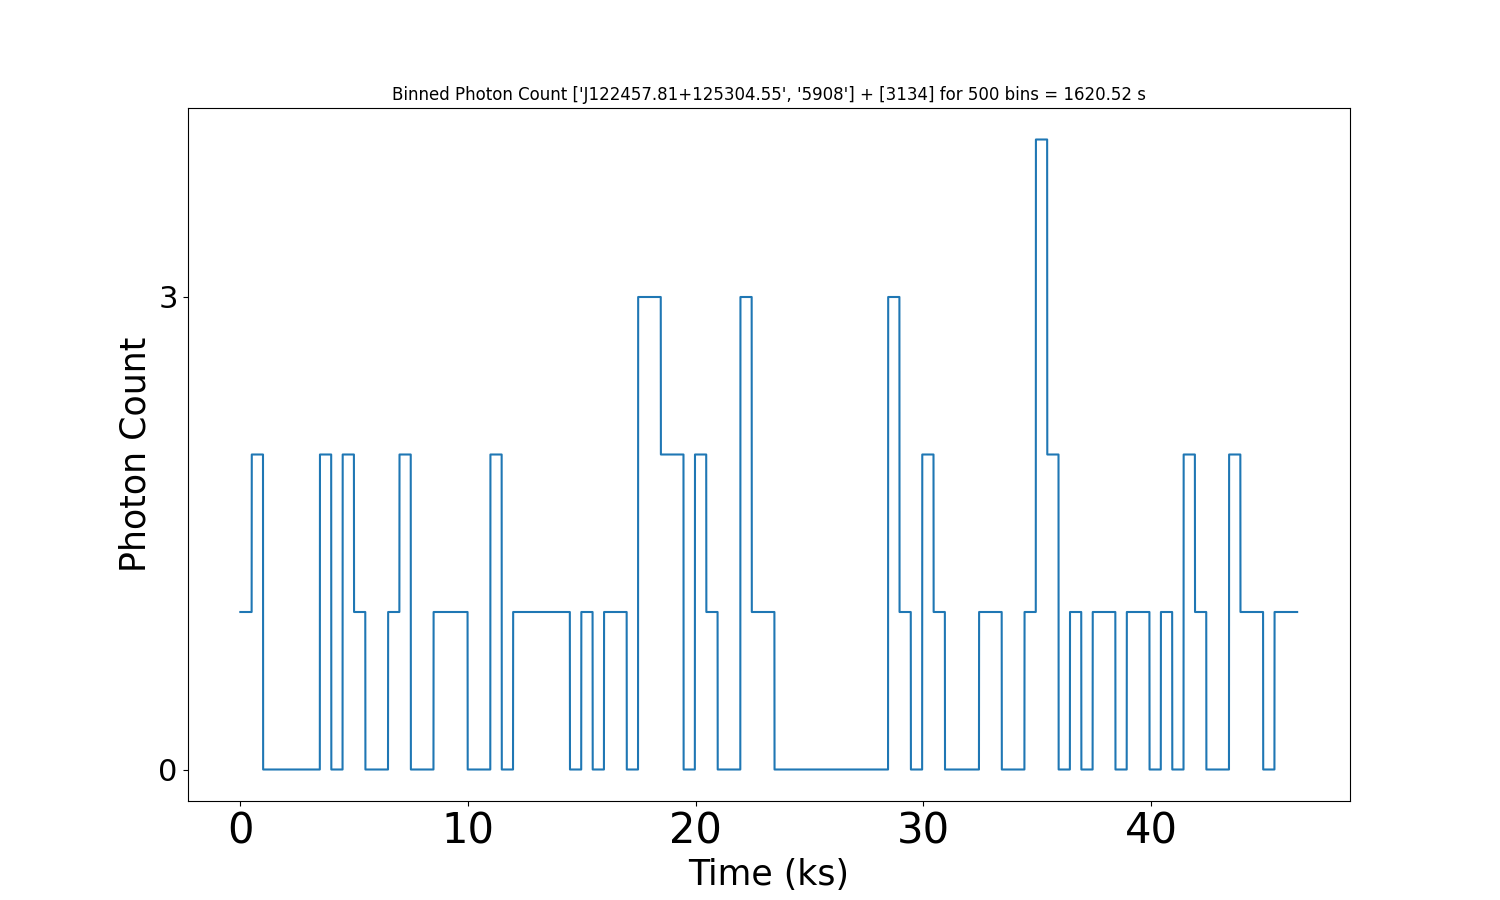 Binned Photon Count ['J122457.81+125304.55', '5908'] + [3134] for 500 bins = 1620.52 s
Photon Count
3
0
0 10 20 30 40
Time (ks)